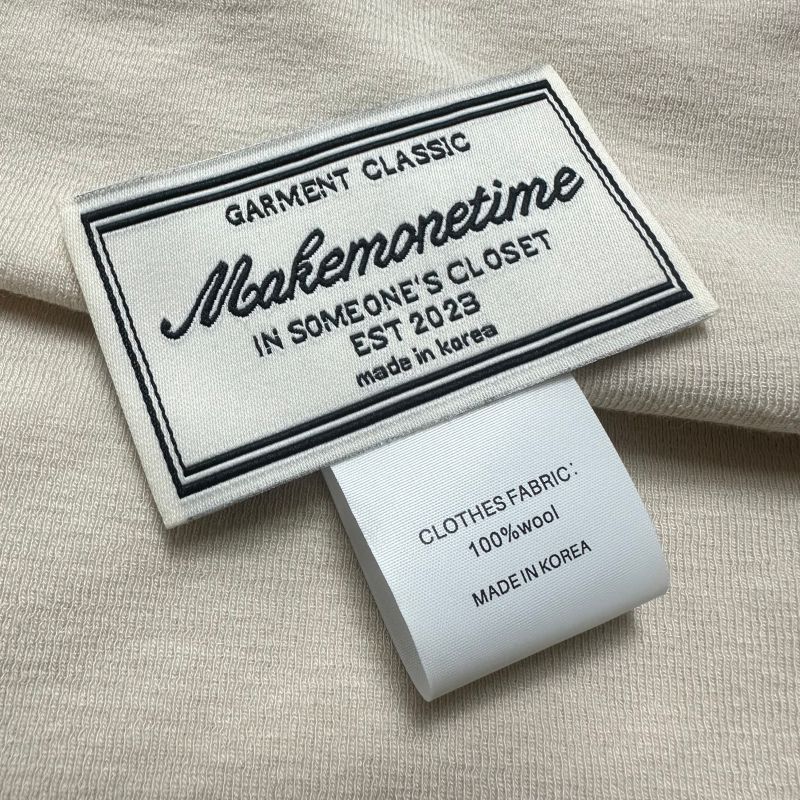 GARMENT CLASSIC
Makemonetime
IN SOMEONE'S CLOSET
EST 2023
made in korea
CLOTHES FABRIC:
100%wool
MADE IN KOREA